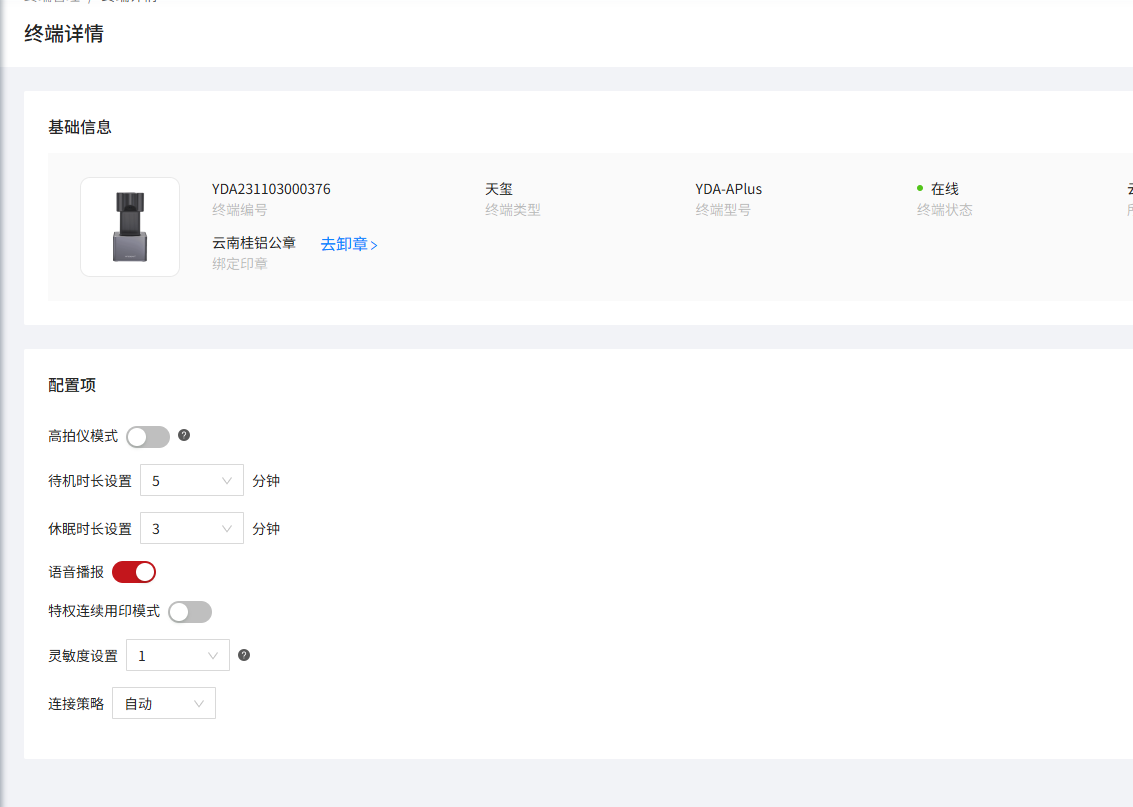 终端详情
基础信息
YDA231103000376
终端编号
天玺
终端类型
YDA-APlus
终端型号
在线
终端状态
云南桂铝公章 去卸章>
绑定印章
配置项
高拍仪模式
待机时长设置 5 分钟
休眠时长设置 3 分钟
语音播报
特权连续用印模式
灵敏度设置 1
连接策略 自动